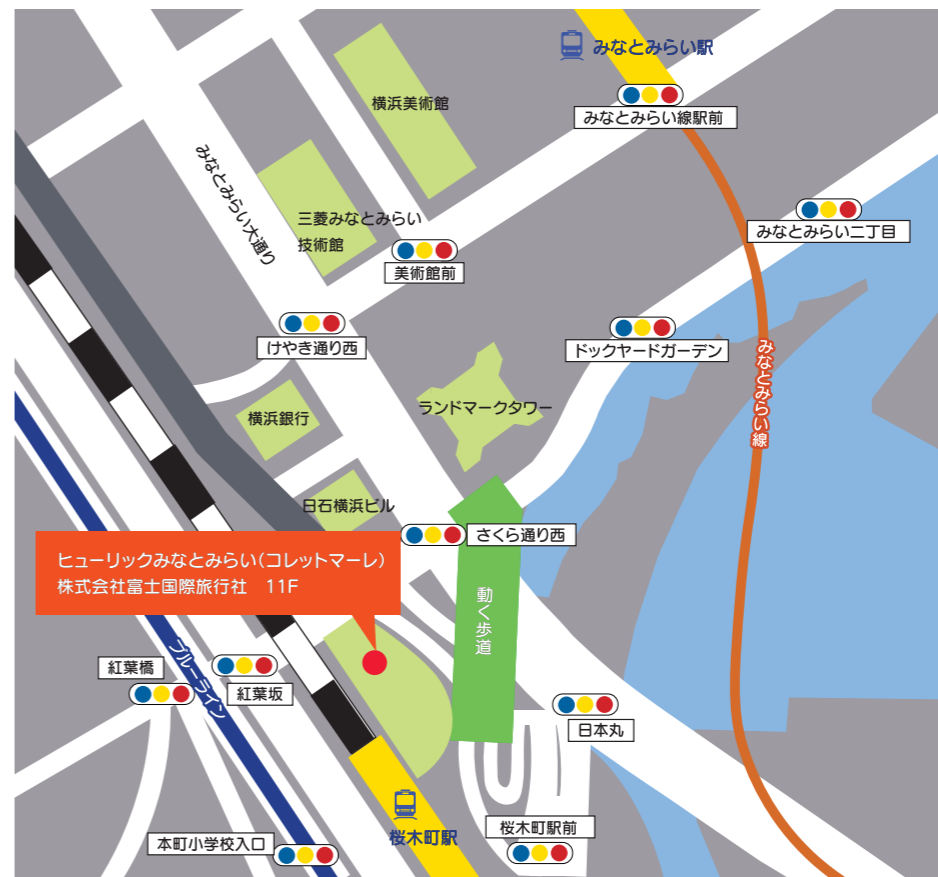 みなとみらい駅
みなとみらい線駅前
横浜美術館
みなとみらい大通り
三菱みなとみらい
技術館
美術館前
みなとみらい二丁目
けやき通り西
ドックヤードガーデン
みなとみらい線
横浜銀行
ランドマークタワー
日石横浜ビル
さくら通り西
ヒューリックみなとみらい(コレットマーレ)
株式会社富士国際旅行社 11F
動く歩道
ブルーライン
紅葉橋
紅葉坂
日本丸
桜木町駅
桜木町駅前
本町小学校入口